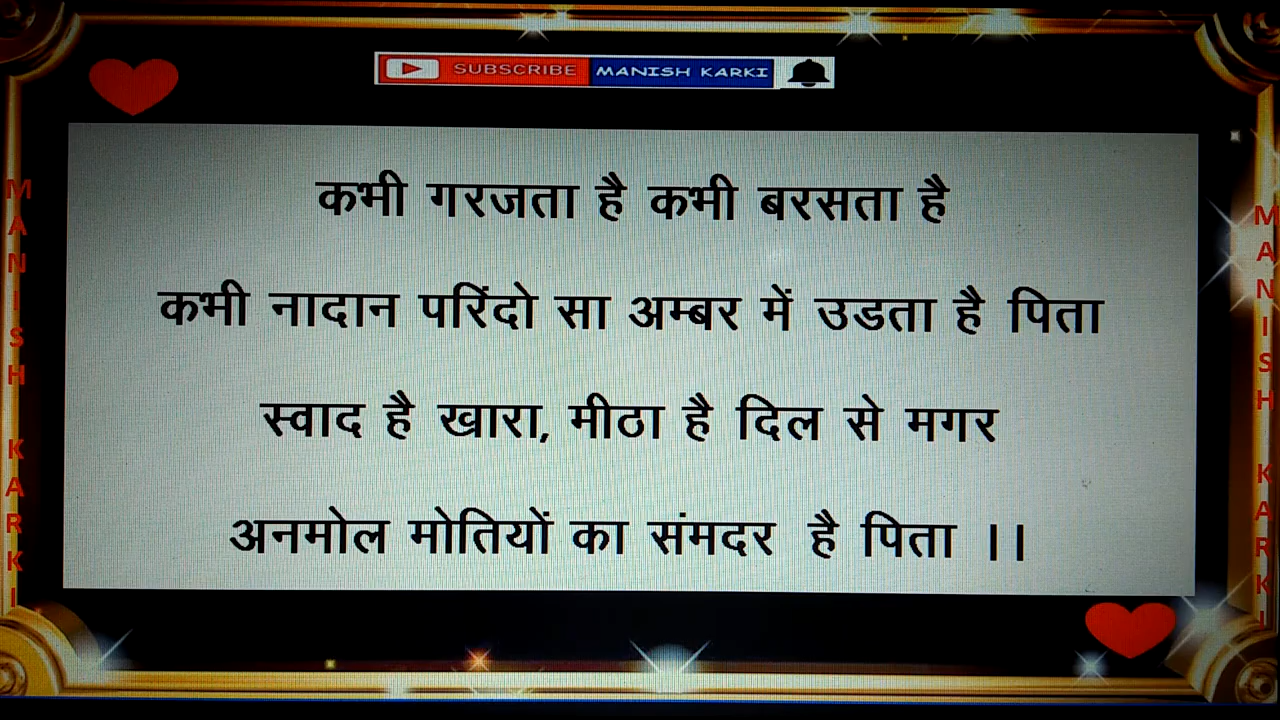 SUBSCRIBE MANISH KARKI
कभी गरजता है कभी बरसता है
कभी नादान परिंदो सा अम्बर में उडता है पिता
स्वाद है खारा, मीठा है दिल से मगर
अनमोल मोतियों का संमदर है पिता ।।
MANISH KARKI
MANISH KARKI